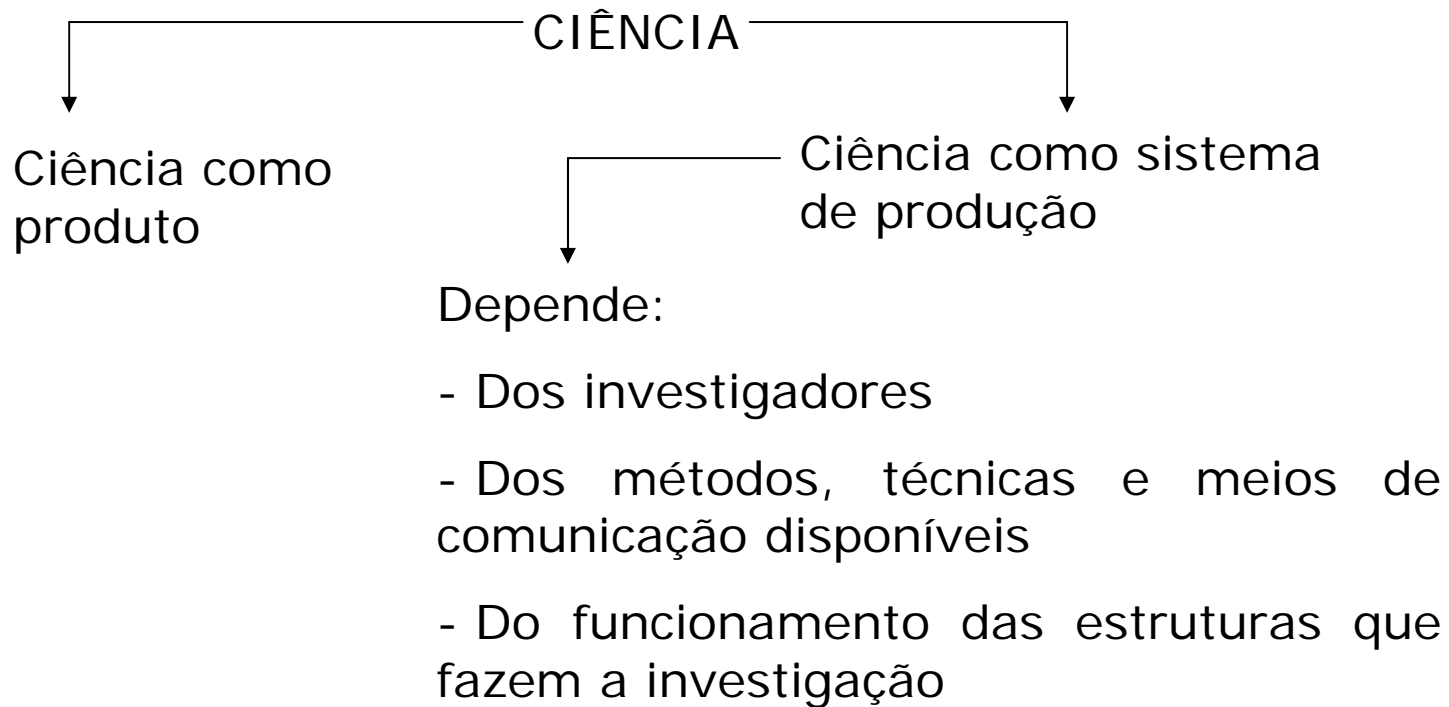 CIÊNCIA
Ciência como
produto
Ciência como sistema
de produção
Depende:
- Dos investigadores
- Dos métodos, técnicas e meios de
comunicação disponíveis
- Do funcionamento das estruturas que
fazem a investigação